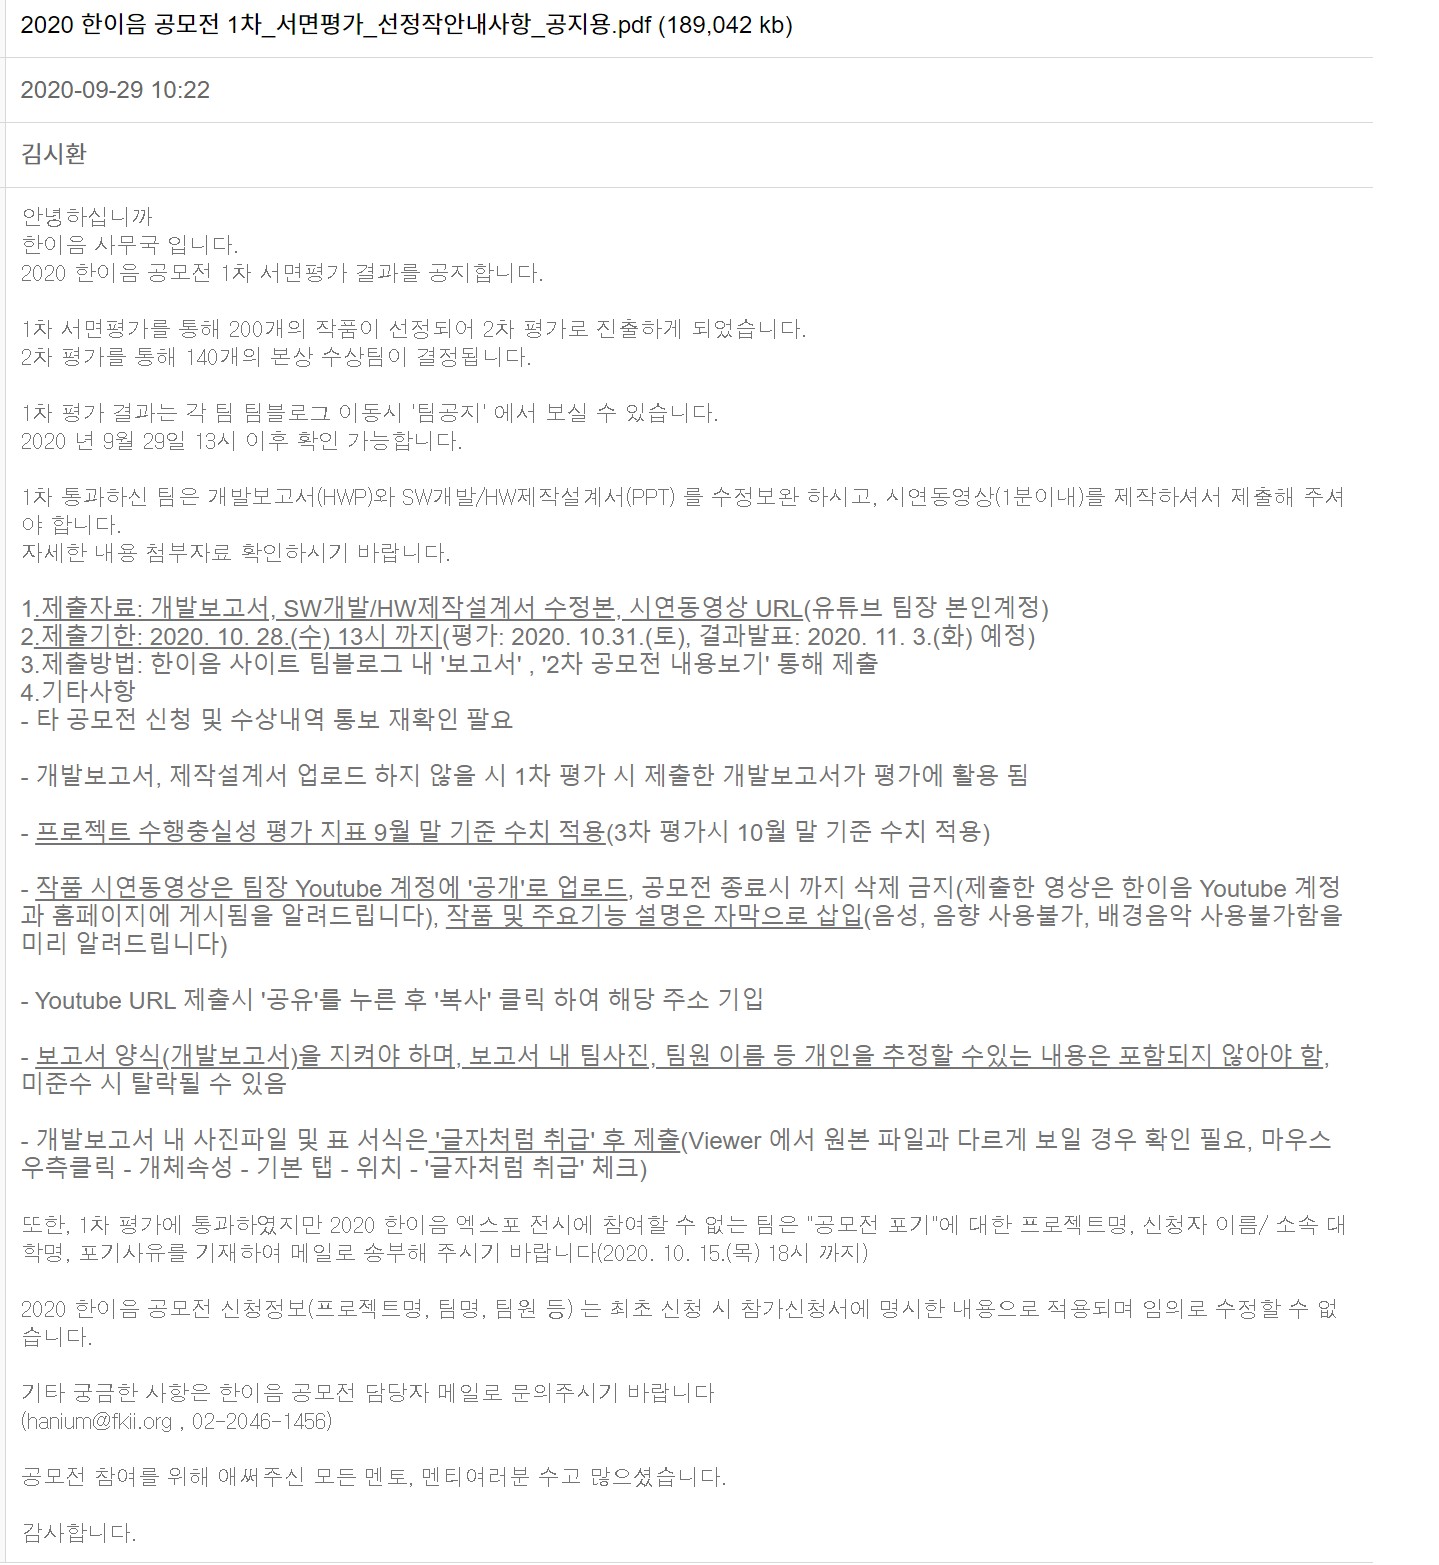 2020 한이음 공모전 1차_서면평가_선정작안내사항_공지용.pdf (189,042 kb)
2020-09-29 10:22
김시환
안녕하십니까
한이음 사무국 입니다.
2020 한이음 공모전 1차 서면평가 결과를 공지합니다.
1차 서면평가를 통해 200개의 작품이 선정되어 2차 평가로 진출하게 되었습니다.
2차 평가를 통해 140개의 본상 수상팀이 결정됩니다.
1차 평가 결과는 각 팀 팀블로그 이동시 '팀공지' 에서 보실 수 있습니다.
2020 년 9월 29일 13시 이후 확인 가능합니다.
1차 통과하신 팀은 개발보고서(HWP)와 SW개발/HW제작설계서(PPT) 를 수정보완 하시고, 시연동영상(1분이내)를 제작하셔서 제출해 주셔
야 합니다.
자세한 내용 첨부자료 확인하시기 바랍니다.
1.제출자료: 개발보고서, SW개발/HW제작설계서 수정본, 시연동영상 URL(유튜브 팀장 본인계정)
2.제출기한: 2020. 10. 28.(수) 13시 까지(평가: 2020. 10.31.(토), 결과발표: 2020. 11. 3.(화) 예정)
3.제출방법: 한이음 사이트 팀블로그 내 '보고서' , '2차 공모전 내용보기' 통해 제출
4.기타사항
- 타 공모전 신청 및 수상내역 통보 재확인 팔요
- 개발보고서, 제작설계서 업로드 하지 않을 시 1차 평가 시 제출한 개발보고서가 평가에 활용 됨
- 프로젝트 수행충실성 평가 지표 9월 말 기준 수치 적용(3차 평가시 10월 말 기준 수치 적용)
- 작품 시연동영상은 팀장 Youtube 계정에 '공개'로 업로드, 공모전 종료시 까지 삭제 금지(제출한 영상은 한이음 Youtube 계정
과 홈페이지에 게시됨을 알려드립니다), 작품 및 주요기능 설명은 자막으로 삽입(음성, 음향 사용불가, 배경음악 사용불가함을
미리 알려드립니다)
- Youtube URL 제출시 '공유'를 누른 후 '복사' 클릭 하여 해당 주소 기입
- 보고서 양식(개발보고서)을 지켜야 하며, 보고서 내 팀사진, 팀원 이름 등 개인을 추정할 수있는 내용은 포함되지 않아야 함,
미준수 시 탈락될 수 있음
- 개발보고서 내 사진파일 및 표 서식은 '글자처럼 취급' 후 제출(Viewer 에서 원본 파일과 다르게 보일 경우 확인 필요, 마우스
우측클릭 - 개체속성 - 기본 탭 - 위치 - '글자처럼 취급' 체크)
또한, 1차 평가에 통과하였지만 2020 한이음 엑스포 전시에 참여할 수 없는 팀은 "공모전 포기"에 대한 프로젝트명, 신청자 이름/ 소속 대
학명, 포기사유를 기재하여 메일로 송부해 주시기 바랍니다(2020. 10. 15.(목) 18시 까지)
2020 한이음 공모전 신청정보(프로젝트명, 팀명, 팀원 등) 는 최초 신청 시 참가신청서에 명시한 내용으로 적용되며 임의로 수정할 수 없
습니다.
기타 궁금한 사항은 한이음 공모전 담당자 메일로 문의주시기 바랍니다
(hanium@fkii.org , 02-2046-1456)
공모전 참여를 위해 애써주신 모든 멘토, 멘티여러분 수고 많으셨습니다.
감사합니다.